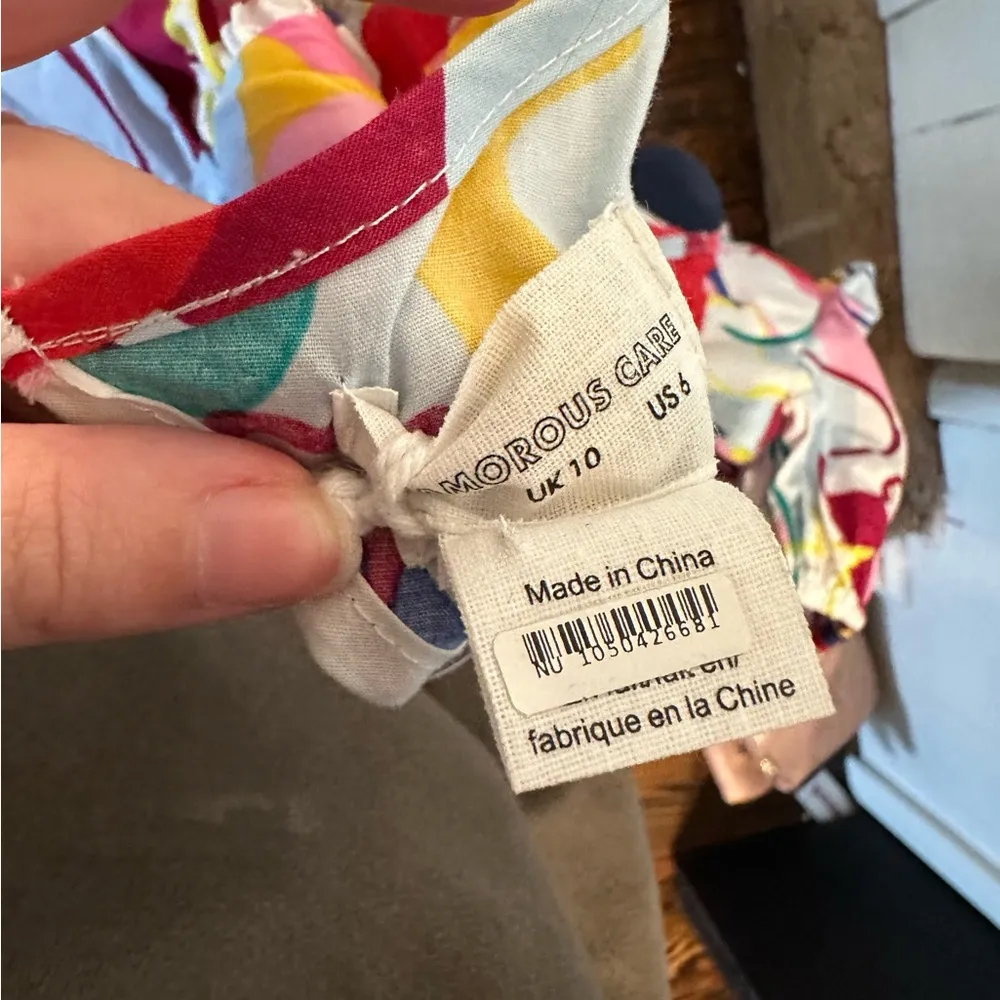 MOROUS CARE
UK 10 US 6
Made in China
NU 1050426681
fabrique en la Chine